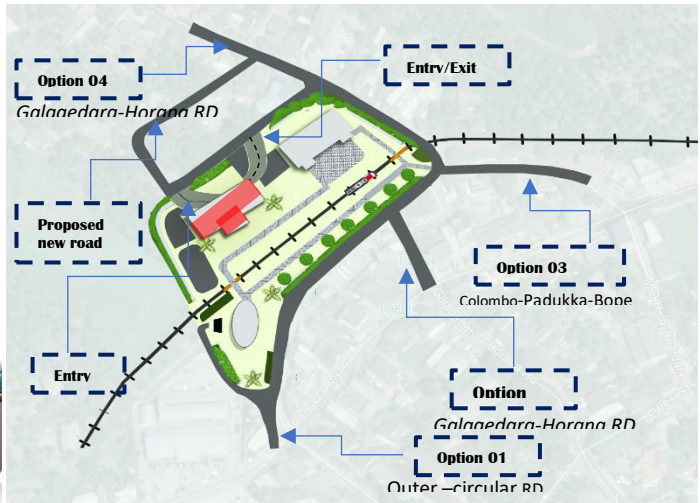 Option 04
Galagedara-Horana RD
Entry/Exit
Proposed
new road
Option 03
Colombo-Padukka-Bope
Entry
Option
Galagedara-Horana RD
Option 01
Outer –circular RD